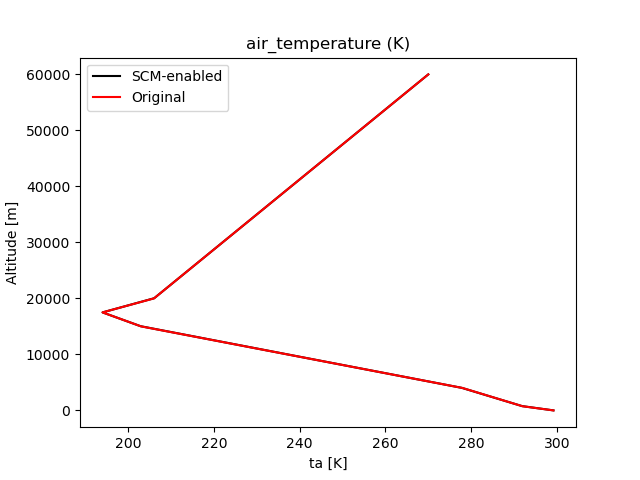 air_temperature (K)
SCM-enabled
Original
60000
50000
40000
30000
20000
10000
0
Altitude [m]
200
220
240
260
280
300
ta [K]